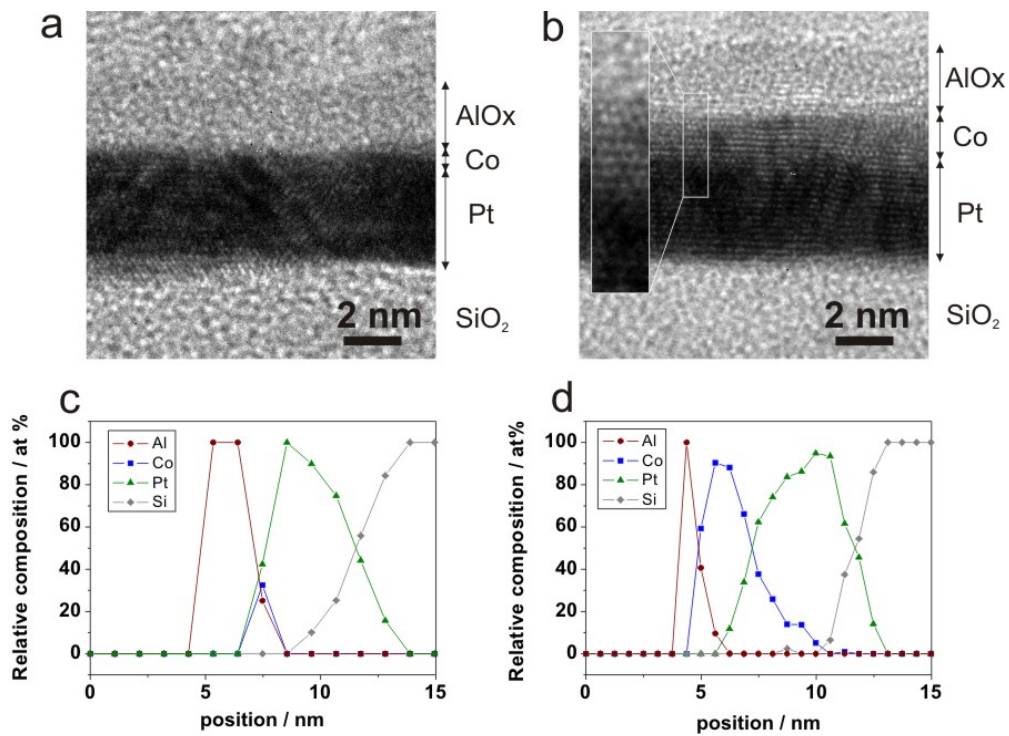 a
AlOx
Co
Pt
SiO₂
2 nm
b
AlOx
Co
Pt
SiO₂
2 nm
c
Relative composition / at %
100
80
60
40
20
0
Al
Co
Pt
Si
0 5 10 15
position / nm
d
Relative composition / at%
100
80
60
40
20
0
Al
Co
Pt
Si
0 5 10 15
position / nm